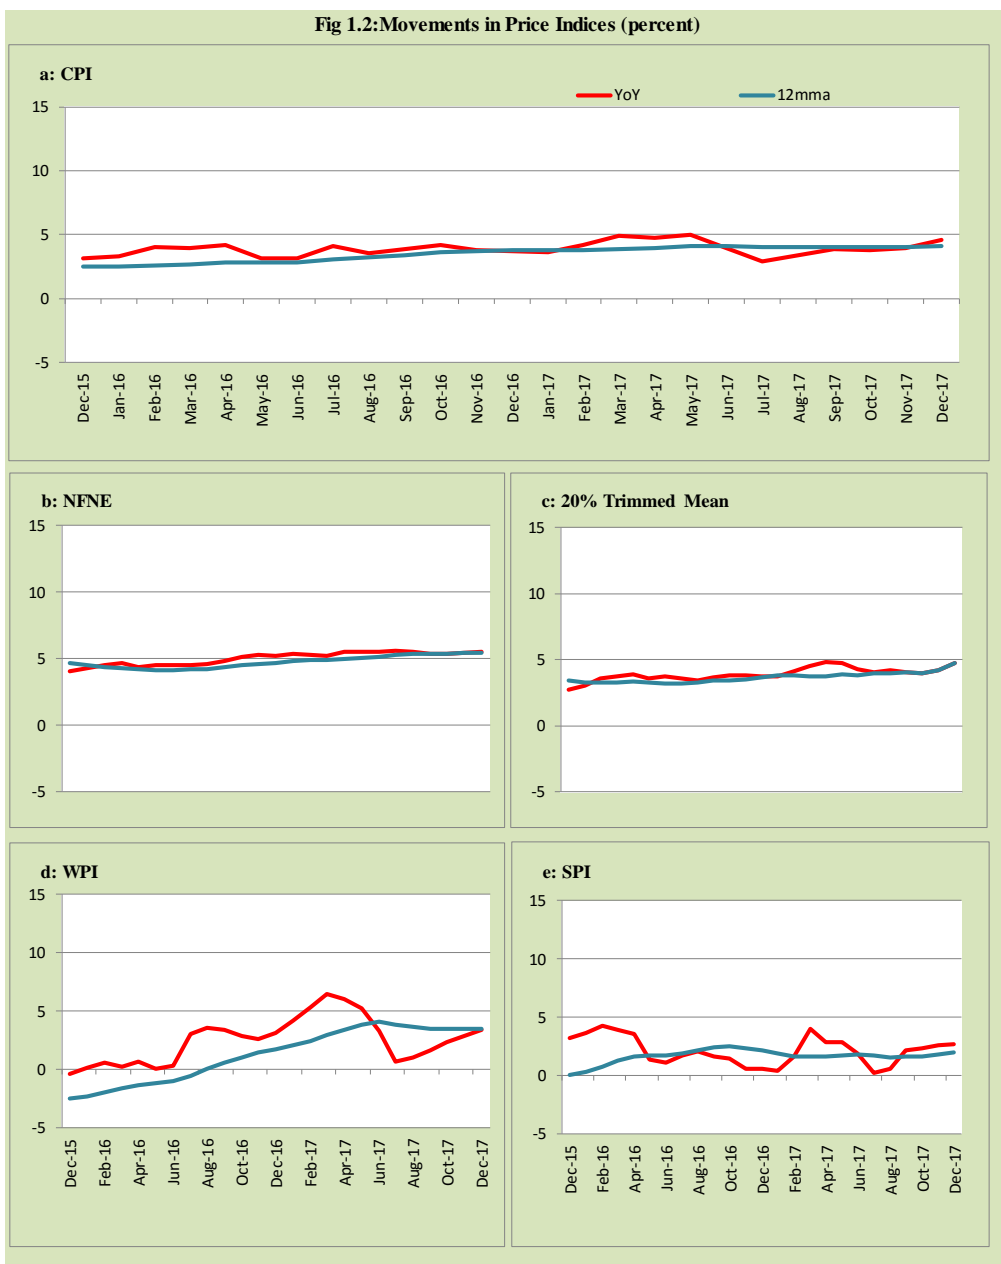 Fig 1.2:Movements in Price Indices (percent)
a: CPI
YoY 12mma
15
10
5
0
-5
Dec-15 Jan-16 Feb-16 Mar-16 Apr-16 May-16 Jun-16 Jul-16 Aug-16 Sep-16 Oct-16 Nov-16 Dec-16 Jan-17 Feb-17 Mar-17 Apr-17 May-17 Jun-17 Jul-17 Aug-17 Sep-17 Oct-17 Nov-17 Dec-17
b: NFNE
15
10
5
0
-5
c: 20% Trimmed Mean
15
10
5
0
-5
d: WPI
15
10
5
0
-5
Dec-15 Feb-16 Apr-16 Jun-16 Aug-16 Oct-16 Dec-16 Feb-17 Apr-17 Jun-17 Aug-17 Oct-17 Dec-17
e: SPI
15
10
5
0
-5
Dec-15 Feb-16 Apr-16 Jun-16 Aug-16 Oct-16 Dec-16 Feb-17 Apr-17 Jun-17 Aug-17 Oct-17 Dec-17